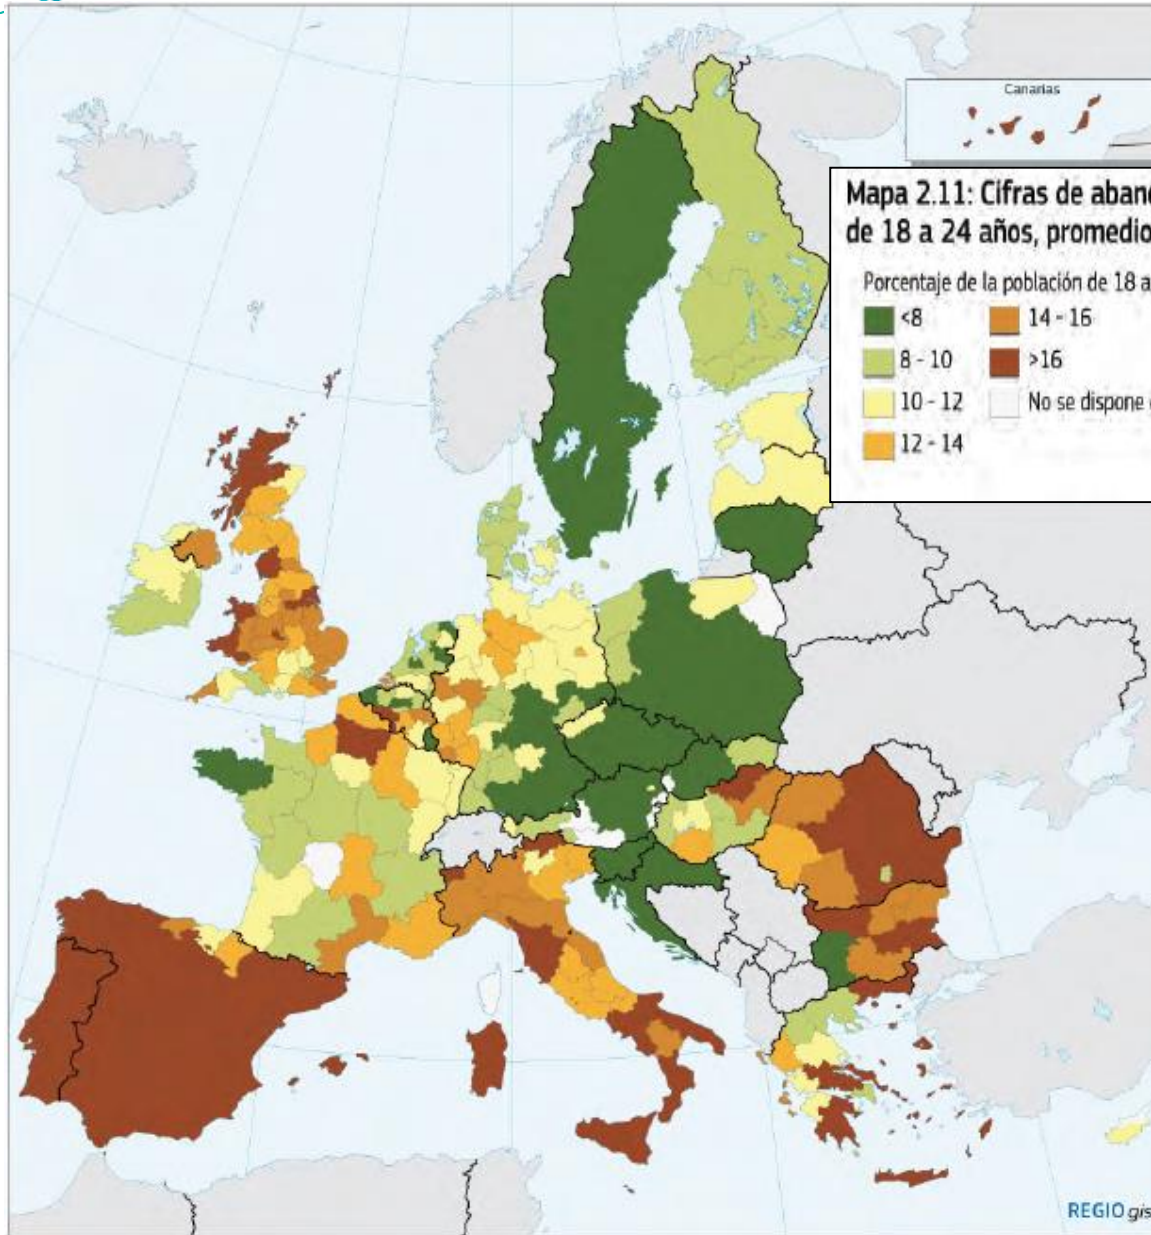 Canarias
Mapa 2.11: Cifras de aband
de 18 a 24 años, promedio
Porcentaje de la población de 18 a
<8
14 - 16
8 - 10
>16
10 - 12
No se dispone
12 - 14
REGIO gis